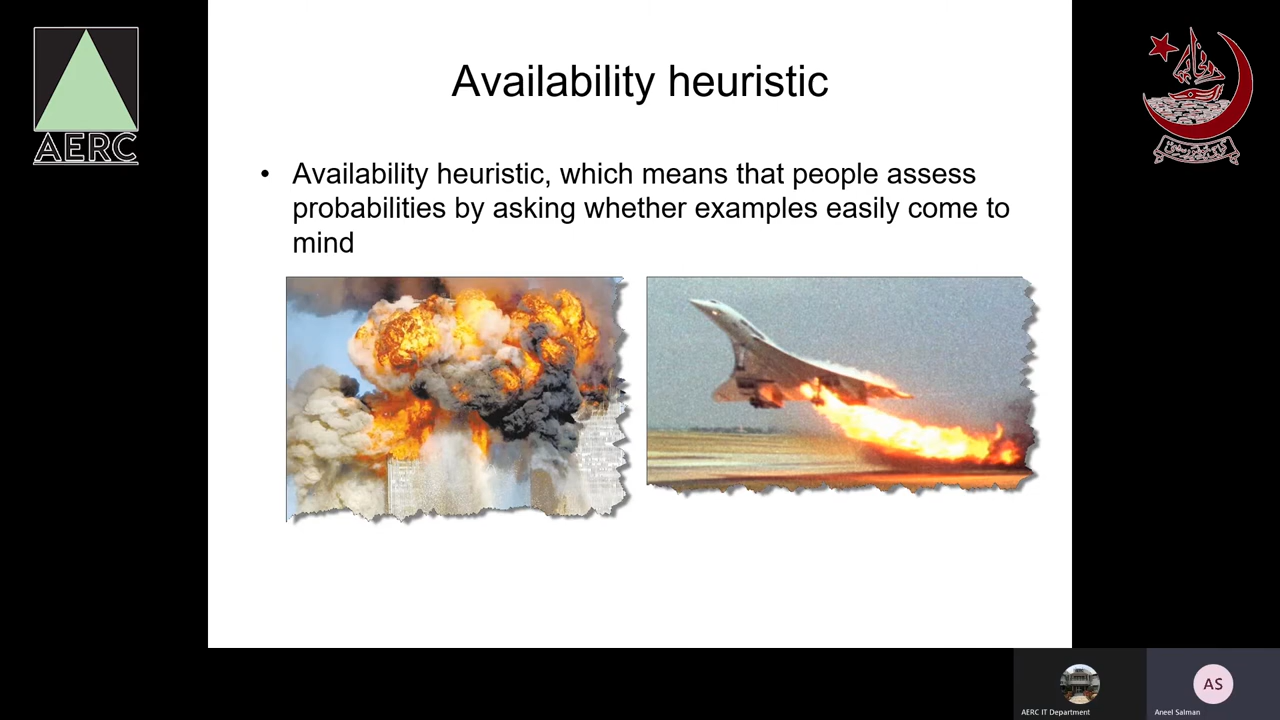 AERC
Availability heuristic
• Availability heuristic, which means that people assess
probabilities by asking whether examples easily come to
mind
AS
AERC IT Department
Aneel Salman